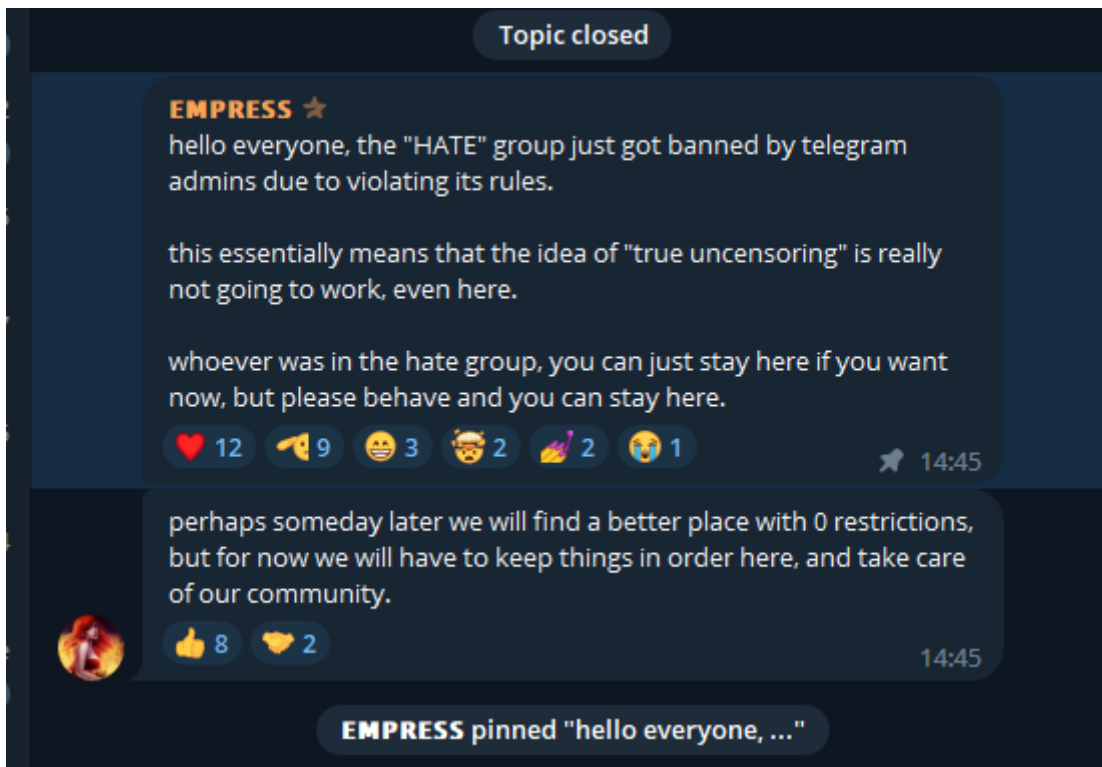 Topic closed
EMPRESS
hello everyone, the "HATE" group just got banned by telegram
admins due to violating its rules.
this essentially means that the idea of "true uncensoring" is really
not going to work, even here.
whoever was in the hate group, you can just stay here if you want
now, but please behave and you can stay here.
12 9 3 2 2 1
14:45
perhaps someday later we will find a better place with 0 restrictions,
but for now we will have to keep things in order here, and take care
of our community.
8 2
14:45
EMPRESS pinned "hello everyone, ..."